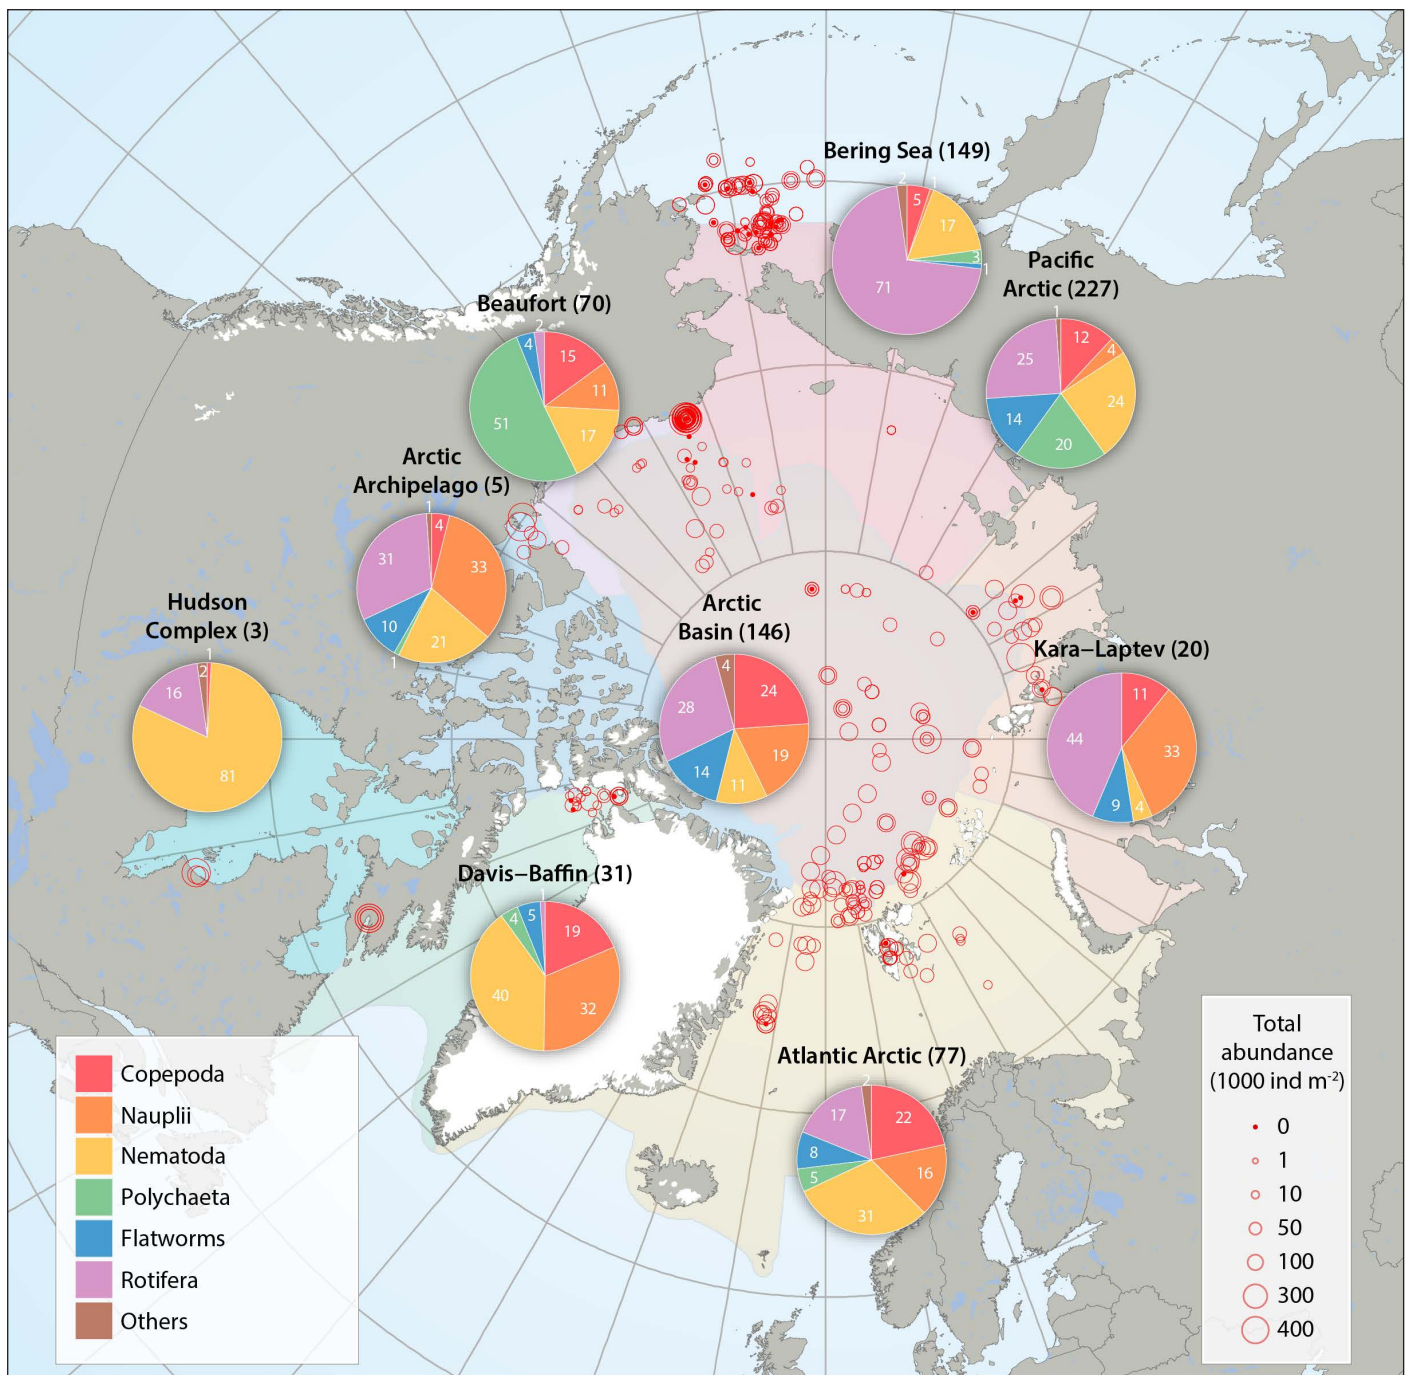 Bering Sea (149)
2
5
1
17
3
1
71
Pacific
Arctic (227)
1
12
4
24
20
14
25
Beaufort (70)
2
4
15
11
17
51
Arctic
Archipelago (5)
1
4
33
21
1
10
31
Hudson
Complex (3)
1
2
16
81
Arctic
Basin (146)
4
24
19
11
14
28
Kara–Laptev (20)
11
33
4
9
44
Davis–Baffin (31)
1
5
4
19
32
40
Atlantic Arctic (77)
2
22
16
31
5
8
17
Copepoda
Nauplii
Nematoda
Polychaeta
Flatworms
Rotifera
Others
Total
abundance
(1000 ind m⁻²)
0
1
10
50
100
300
400